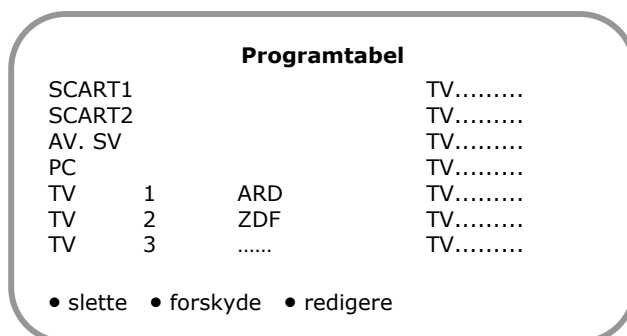 Programtabel
SCART1 TV.........
SCART2 TV.........
AV. SV TV.........
PC TV.........
TV 1 ARD TV.........
TV 2 ZDF TV.........
TV 3 ...... TV.........
• slette • forskyde • redigere